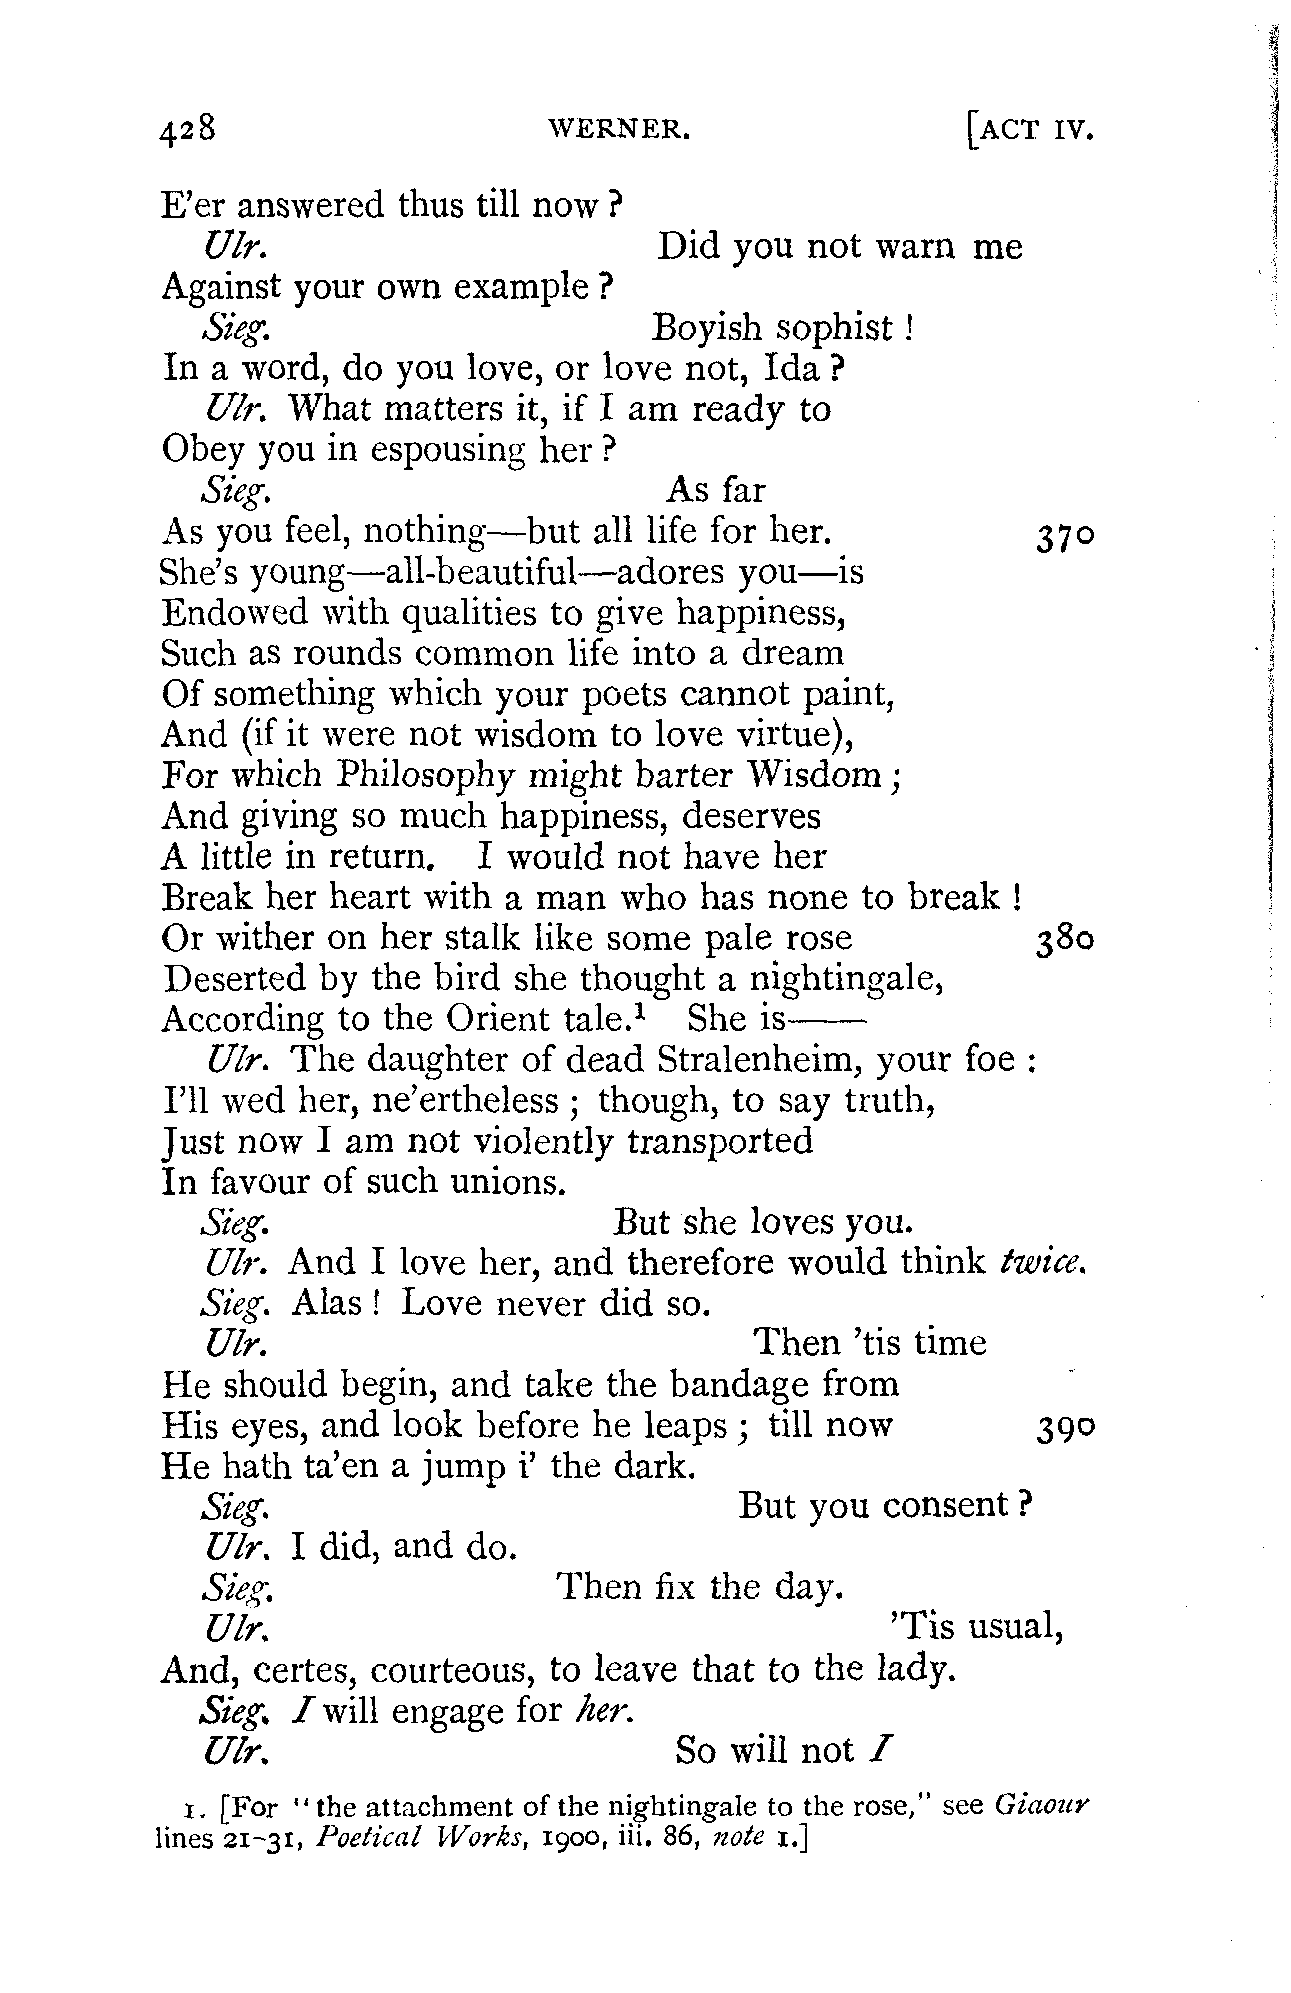 428 WERNER. [ACT IV.
E'er answered thus till now?
Ulr. Did you not warn me
Against your own example?
Sieg. Boyish sophist!
In a word, do you love, or love not, Ida?
Ulr. What matters it, if I am ready to
Obey you in espousing her?
Sieg. As far
As you feel, nothing—but all life for her. 370
She's young—all-beautiful—adores you—is
Endowed with qualities to give happiness,
Such as rounds common life into a dream
Of something which your poets cannot paint,
And (if it were not wisdom to love virtue),
For which Philosophy might barter Wisdom;
And giving so much happiness, deserves
A little in return. I would not have her
Break her heart with a man who has none to break!
Or wither on her stalk like some pale rose 380
Deserted by the bird she thought a nightingale,
According to the Orient tale.¹ She is——
Ulr. The daughter of dead Stralenheim, your foe:
I'll wed her, ne'ertheless; though, to say truth,
Just now I am not violently transported
In favour of such unions.
Sieg. But she loves you.
Ulr. And I love her, and therefore would think twice.
Sieg. Alas! Love never did so.
Ulr. Then 'tis time
He should begin, and take the bandage from
His eyes, and look before he leaps; till now 390
He hath ta'en a jump i' the dark.
Sieg. But you consent?
Ulr. I did, and do.
Sieg. Then fix the day.
Ulr. 'Tis usual,
And, certes, courteous, to leave that to the lady.
Sieg. I will engage for her.
Ulr. So will not I
1. [For "the attachment of the nightingale to the rose," see Giaour
lines 21-31, Poetical Works, 1900, iii. 86, note 1.]